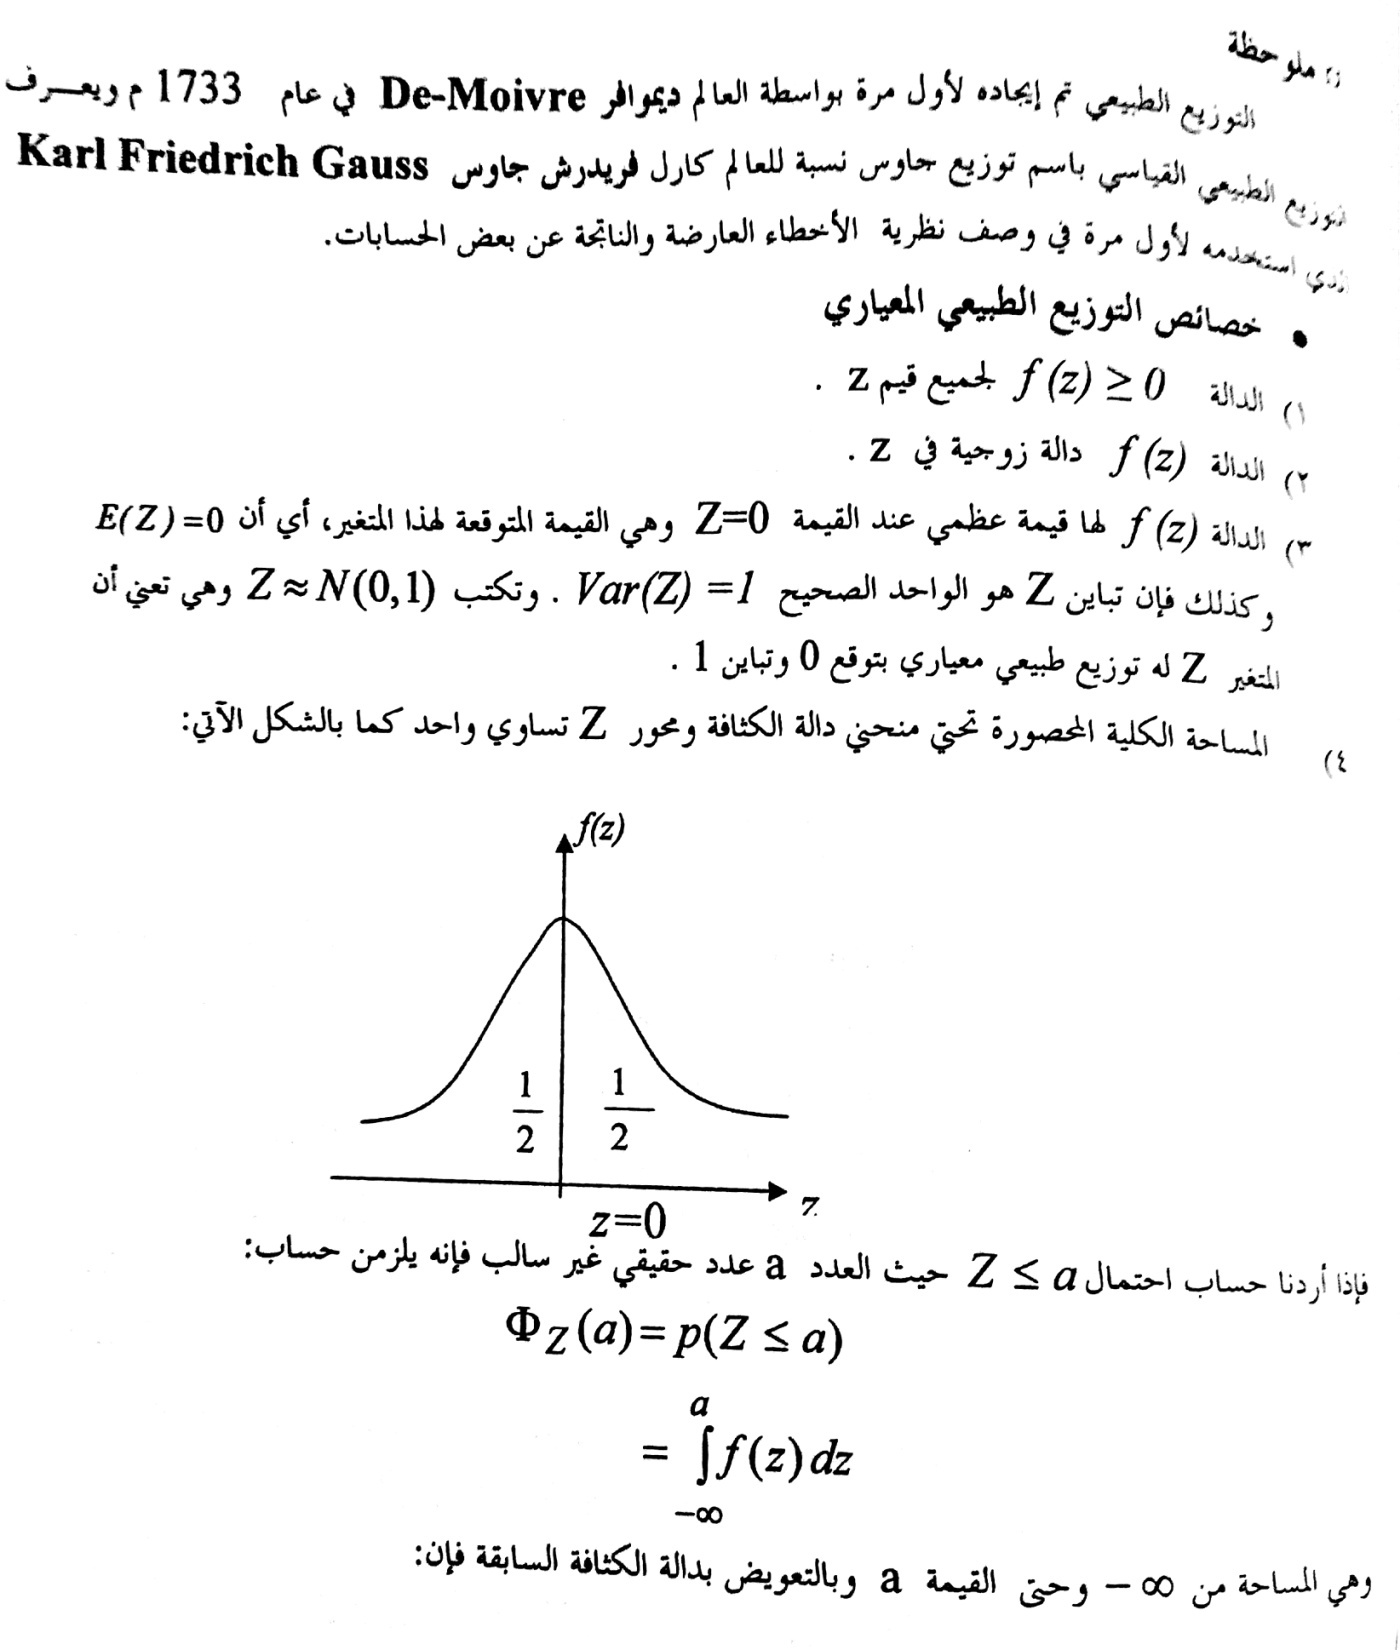 ملوحظة
التوزيع الطبيعي تم إيجاده لأول مرة بواسطة العالم ديموافر De-Moivre في عام 1733 م ويعـرف
التوزيع الطبيعي القياسي باسم توزيع جاوس نسبة للعالم كارل فريدرش جاوس Karl Friedrich Gauss
الذي استخدمه لأول مرة في وصف نظرية الأخطاء العارضة والناتجة عن بعض الحسابات.
• خصائص التوزيع الطبيعي المعياري
١) الدالة f(z) ≥ 0 لجميع قيم z .
٢) الدالة f(z) دالة زوجية في z .
٣) الدالة f(z) لها قيمة عظمي عند القيمة Z=0 وهي القيمة المتوقعة لهذا المتغير، أي أن E(Z)=0
وكذلك فإن تباين Z هو الواحد الصحيح Var(Z) =1 . وتكتب Z≈N(0,1) وهي تعني أن
المتغير Z له توزيع طبيعي معياري بتوقع 0 وتباين 1 .
٤) المساحة الكلية المحصورة تحتي منحني دالة الكثافة ومحور Z تساوي واحد كما بالشكل الآتي:
f(z)
1/2 1/2
z
z=0
فإذا أردنا حساب احتمال Z ≤ a حيث العدد a عدد حقيقي غير سالب فإنه يلزمن حساب:
Φ_Z(a)= p(Z ≤ a)
a
= ∫ f(z) dz
−∞
وهي المساحة من ∞ − وحتى القيمة a وبالتعويض بدالة الكثافة السابقة فإن: